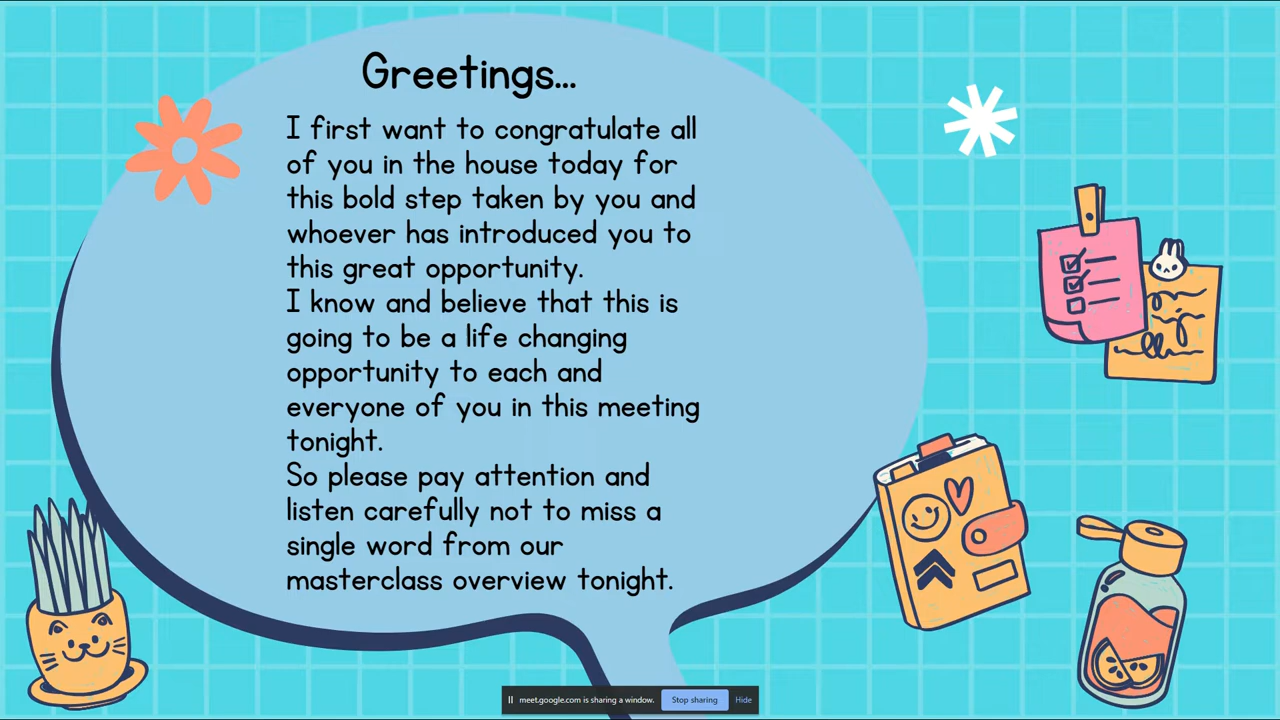 Greetings...
I first want to congratulate all
of you in the house today for
this bold step taken by you and
whoever has introduced you to
this great opportunity.
I know and believe that this is
going to be a life changing
opportunity to each and
everyone of you in this meeting
tonight.
So please pay attention and
listen carefully not to miss a
single word from our
masterclass overview tonight.
meet.google.com is sharing a window. Stop sharing Hide